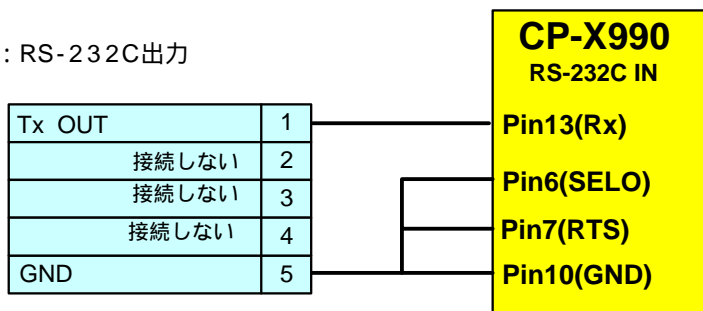 : RS-232C出力
CP-X990
RS-232C IN
Tx OUT 1 Pin13(Rx)
接続しない 2
接続しない 3 Pin6(SELO)
接続しない 4 Pin7(RTS)
GND 5 Pin10(GND)